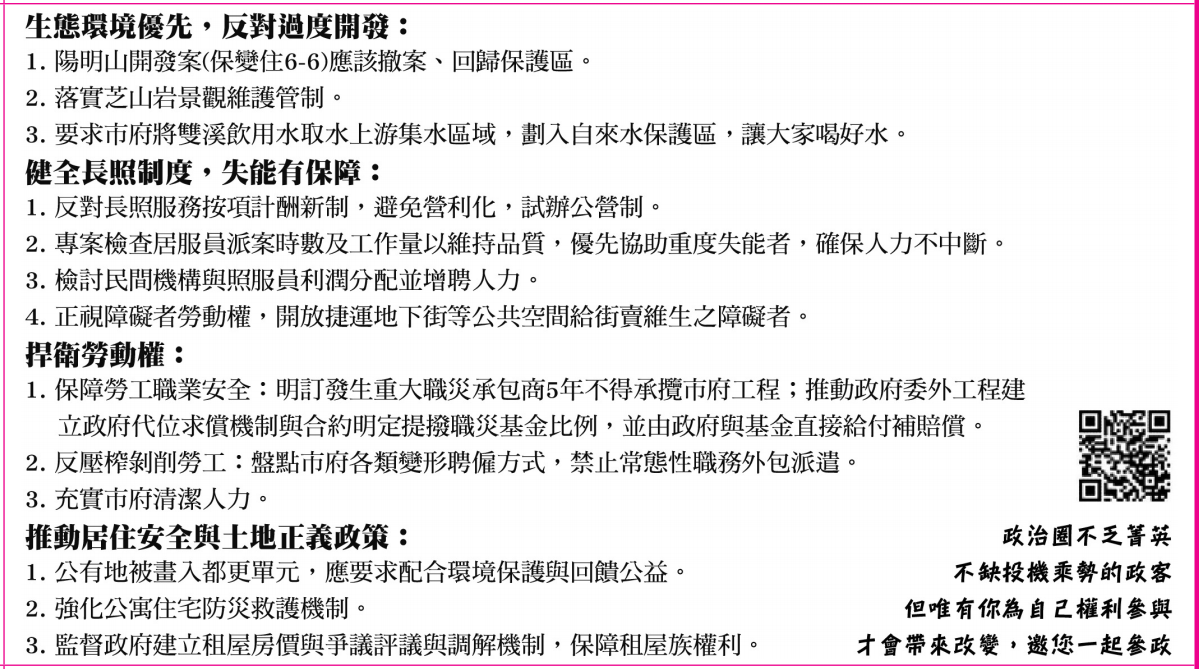 生態環境優先，反對過度開發：
1. 陽明山開發案(保變住6-6)應該撤案、回歸保護區。
2. 落實芝山岩景觀維護管制。
3. 要求市府將雙溪飲用水取水上游集水區域，劃入自來水保護區，讓大家喝好水。
健全長照制度，失能有保障：
1. 反對長照服務按項計酬新制，避免營利化，試辦公營制。
2. 專案檢查居服員派案時數及工作量以維持品質，優先協助重度失能者，確保人力不中斷。
3. 檢討民間機構與照服員利潤分配並增聘人力。
4. 正視障礙者勞動權，開放捷運地下街等公共空間給街賣維生之障礙者。
捍衛勞動權：
1. 保障勞工職業安全：明訂發生重大職災承包商5年不得承攬市府工程；推動政府委外工程建
立政府代位求償機制與合約明定提撥職災基金比例，並由政府與基金直接給付補賠償。
2. 反壓榨剝削勞工：盤點市府各類變形聘僱方式，禁止常態性職務外包派遣。
3. 充實市府清潔人力。
推動居住安全與土地正義政策：
1. 公有地被畫入都更單元，應要求配合環境保護與回饋公益。
2. 強化公寓住宅防災救護機制。
3. 監督政府建立租屋房價與爭議評議與調解機制，保障租屋族權利。
政治圈不乏菁英
不缺投機乘勢的政客
但唯有你為自己權利參與
才會帶來改變，邀您一起參政